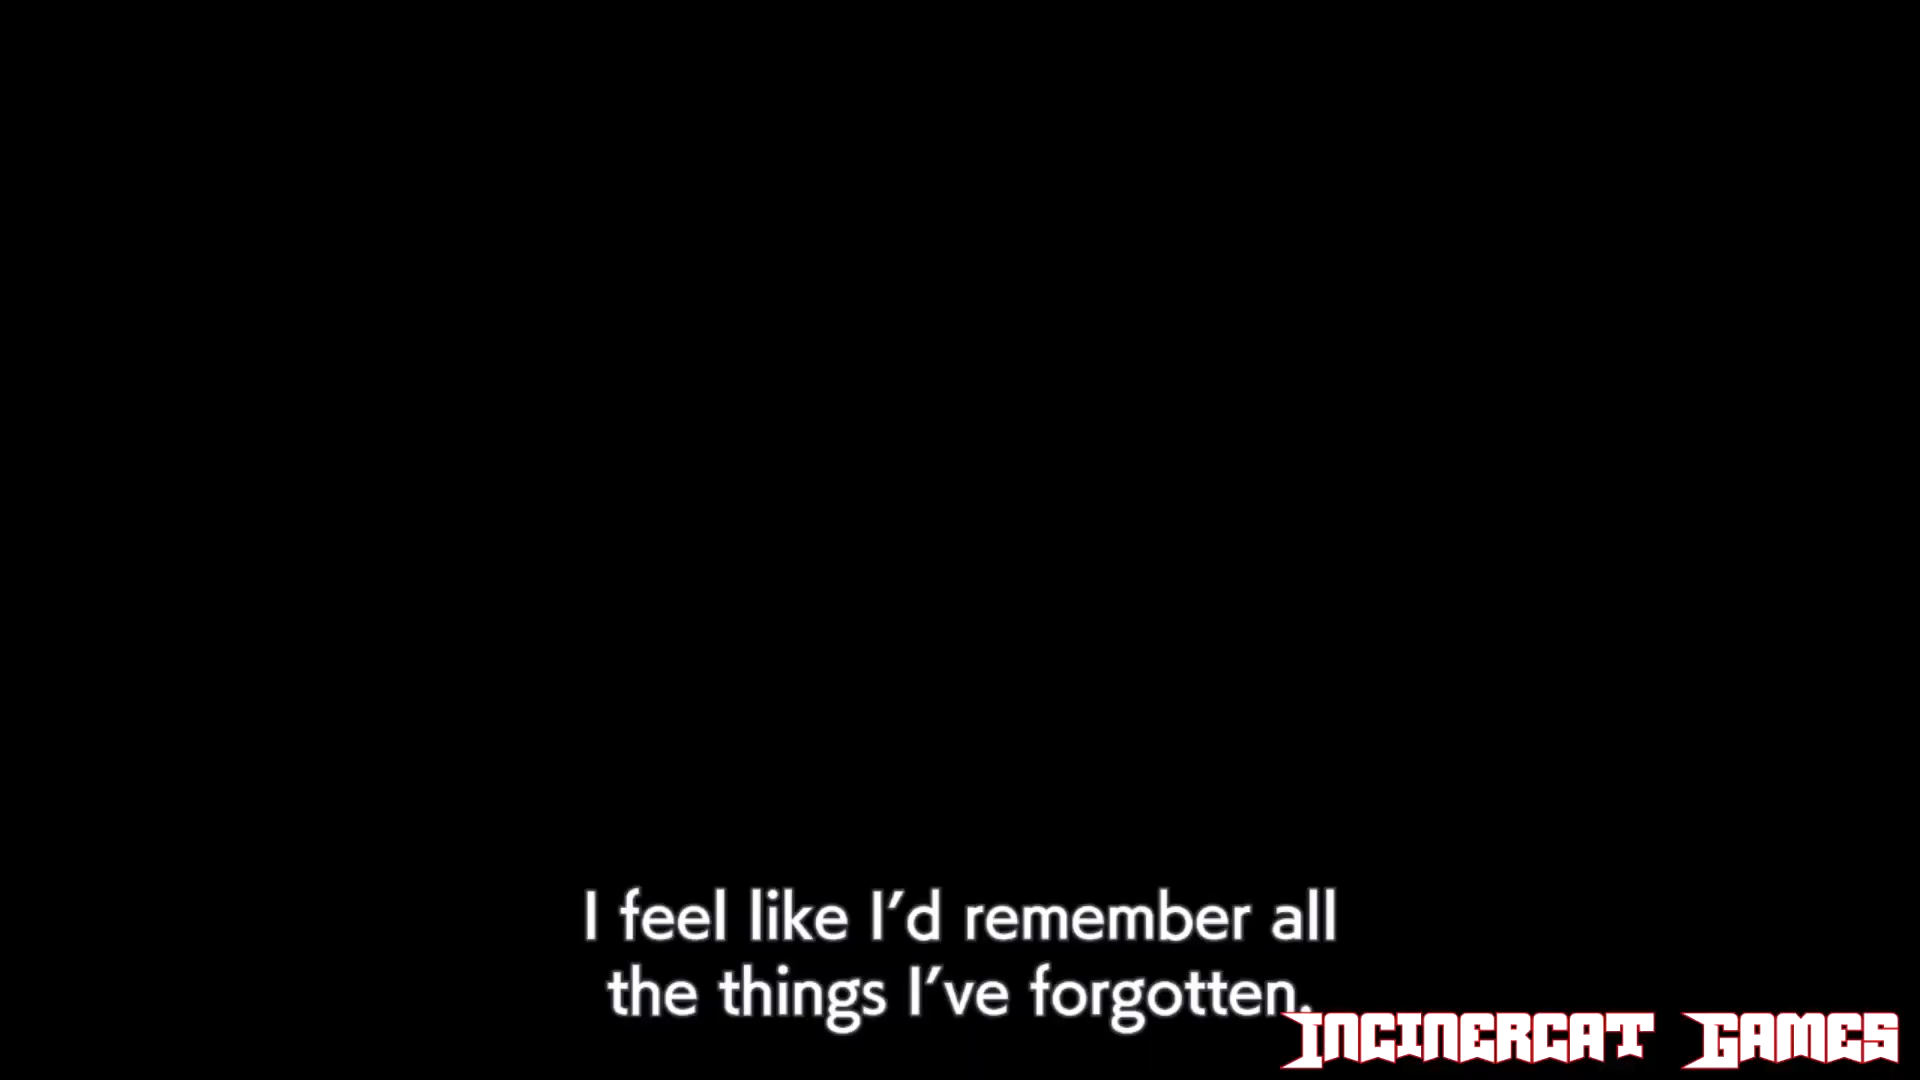 I feel like I’d remember all
the things I’ve forgotten.
INCINERCAT GAMES